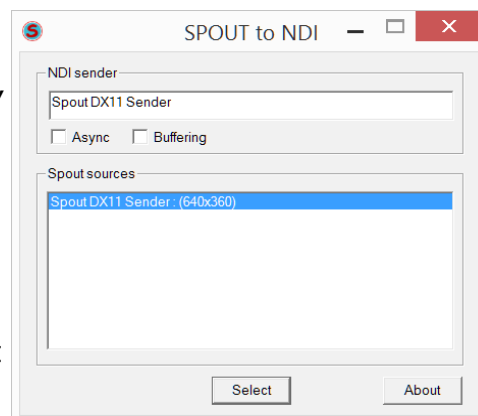 SPOUT to NDI
NDI sender
Spout DX11 Sender
Async Buffering
Spout sources
Spout DX11 Sender : (640x360)
Select About